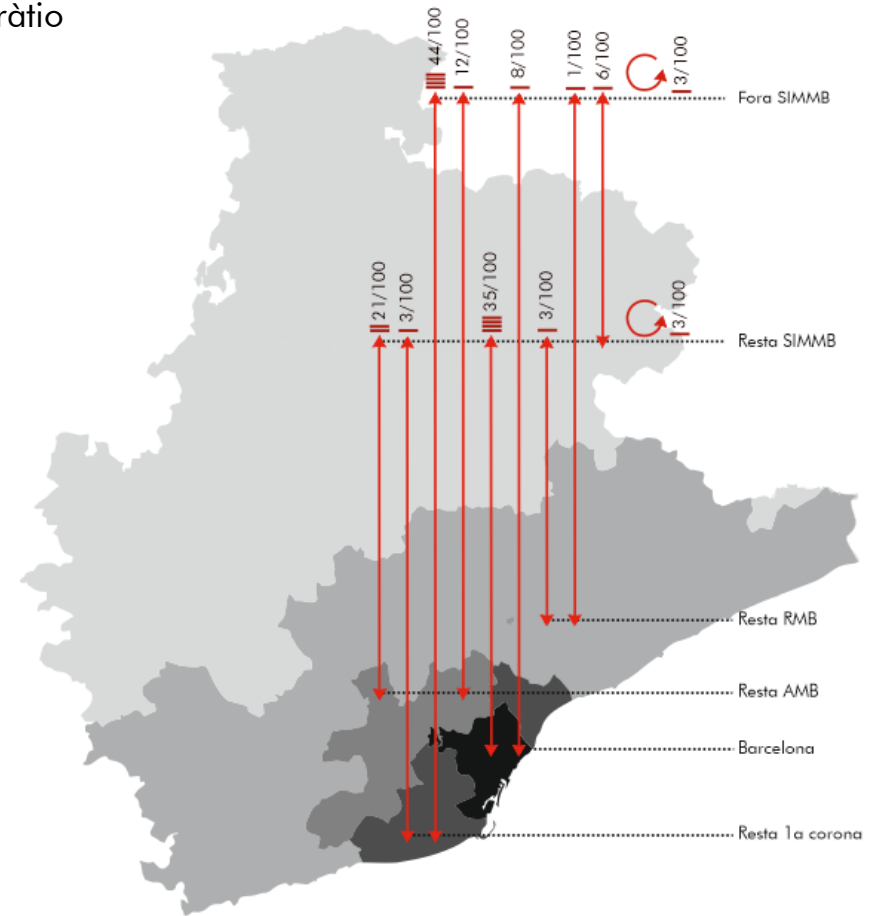 ràtio
44/100
12/100
8/100
1/100
6/100
3/100
Fora SIMMB
21/100
3/100
35/100
3/100
3/100
Resta SIMMB
Resta RMB
Resta AMB
Barcelona
Resta 1a corona